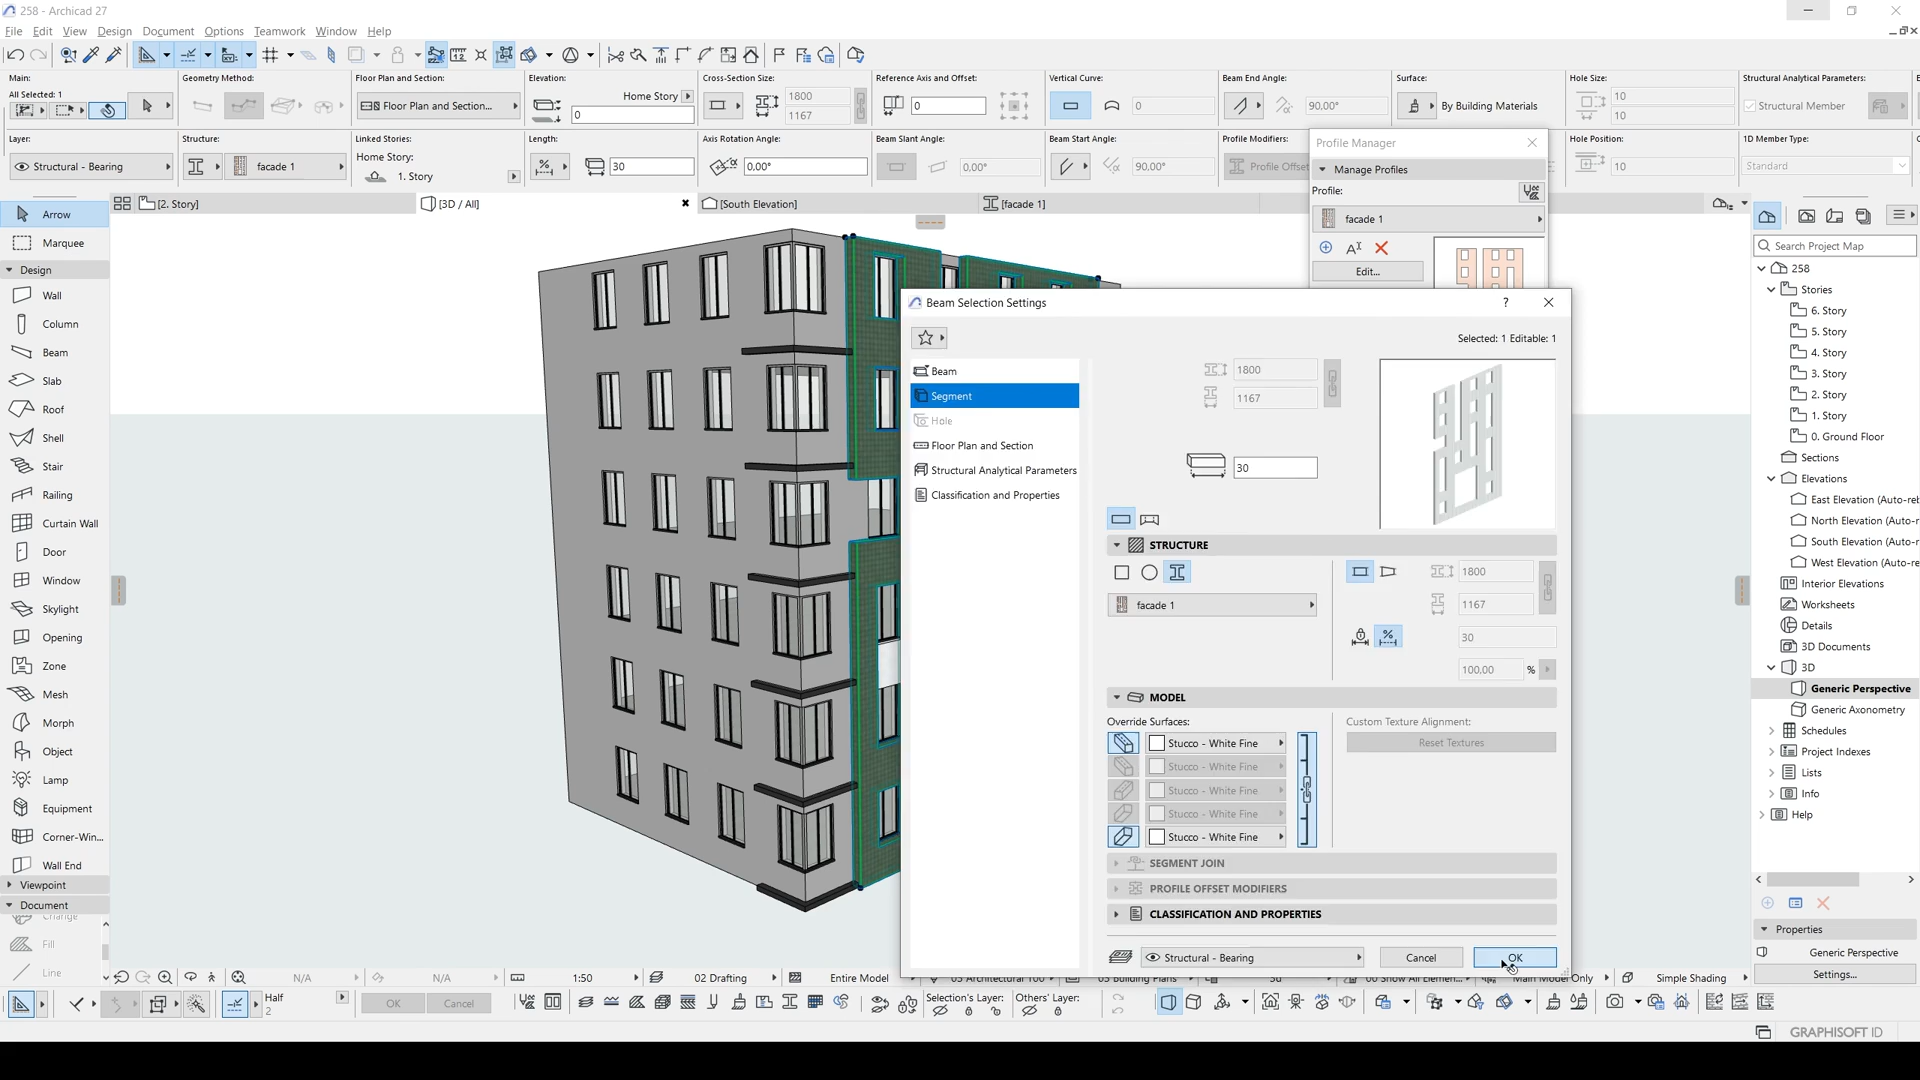 258 - Archicad 27
File Edit View Design Document Options Teamwork Window Help
Main: Geometry Method: Floor Plan and Section: Elevation: Cross-Section Size: Reference Axis and Offset: Vertical Curve: Beam End Angle: Surface: Hole Size: Structural Analytical Parameters:
All Selected: 1 Floor Plan and Section... Home Story 0 1800 1167 0 0 90,00° By Building Materials 10 10 Structural Member
Layer: Structure: Linked Stories: Length: Axis Rotation Angle: Beam Slant Angle: Beam Start Angle: Profile Modifiers: Hole Position: 1D Member Type:
Structural - Bearing facade 1 Home Story: 1. Story 30 0,00° 0,00° 90,00° Profile Offset 10 Standard
[2. Story] [3D / All] [South Elevation] [facade 1]
Arrow
Marquee
Design
Wall
Column
Beam
Slab
Roof
Shell
Stair
Railing
Curtain Wall
Door
Window
Skylight
Opening
Zone
Mesh
Morph
Object
Lamp
Equipment
Corner-Win...
Wall End
Viewpoint
Document
Change
Fill
Line
Profile Manager
Manage Profiles
Profile:
facade 1
Edit...
Beam Selection Settings
?
Selected: 1 Editable: 1
Beam
Segment
Hole
Floor Plan and Section
Structural Analytical Parameters
Classification and Properties
1800
1167
30
STRUCTURE
facade 1
1800
1167
30
100,00 %
MODEL
Override Surfaces:
Stucco - White Fine
Stucco - White Fine
Stucco - White Fine
Stucco - White Fine
Stucco - White Fine
Custom Texture Alignment:
Reset Textures
SEGMENT JOIN
PROFILE OFFSET MODIFIERS
CLASSIFICATION AND PROPERTIES
Structural - Bearing Cancel OK
Search Project Map
258
Stories
6. Story
5. Story
4. Story
3. Story
2. Story
1. Story
0. Ground Floor
Sections
Elevations
East Elevation (Auto-reb
North Elevation (Auto-r
South Elevation (Auto-r
West Elevation (Auto-re
Interior Elevations
Worksheets
Details
3D Documents
3D
Generic Perspective
Generic Axonometry
Schedules
Project Indexes
Lists
Info
Help
Properties
Generic Perspective
Settings...
N/A N/A 1:50 02 Drafting Entire Model 03 Architectural 100 03 Building Plans 00 Show All Elemen... Main Model Only Simple Shading
Half
2
OK Cancel
Selection's Layer: Others' Layer:
GRAPHISOFT ID